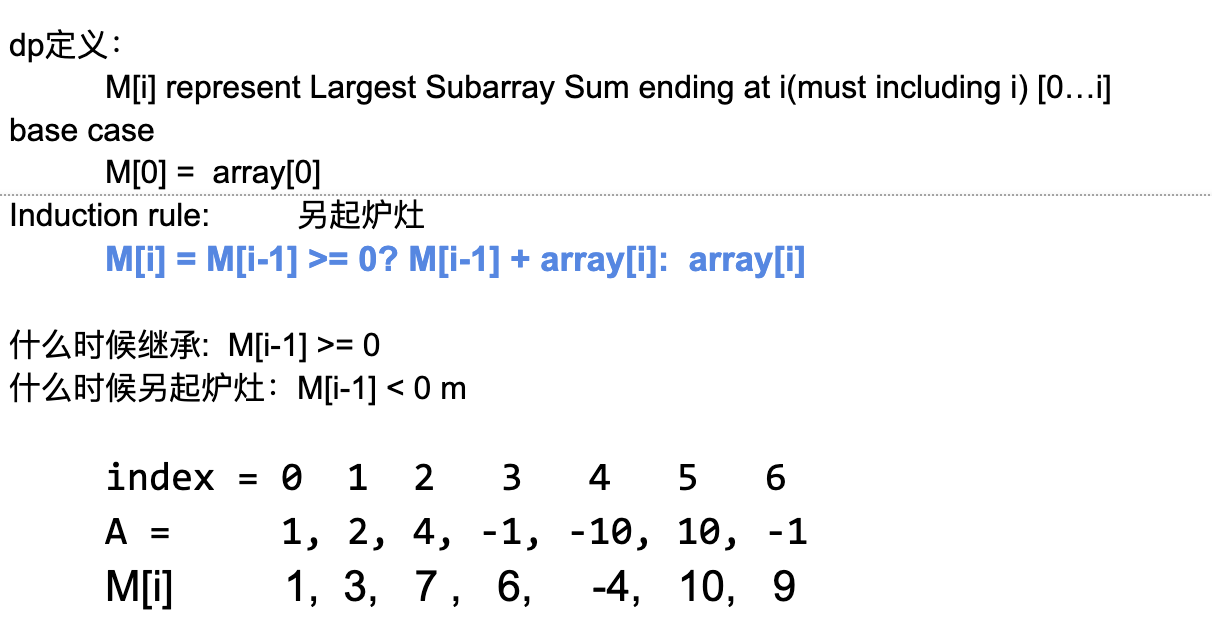 dp定义：
M[i] represent Largest Subarray Sum ending at i(must including i) [0…i]
base case
M[0] = array[0]
Induction rule: 另起炉灶
M[i] = M[i-1] >= 0? M[i-1] + array[i]: array[i]
什么时候继承: M[i-1] >= 0
什么时候另起炉灶：M[i-1] < 0 m
index = 0 1 2 3 4 5 6
A = 1, 2, 4, -1, -10, 10, -1
M[i] 1, 3, 7 , 6, -4, 10, 9